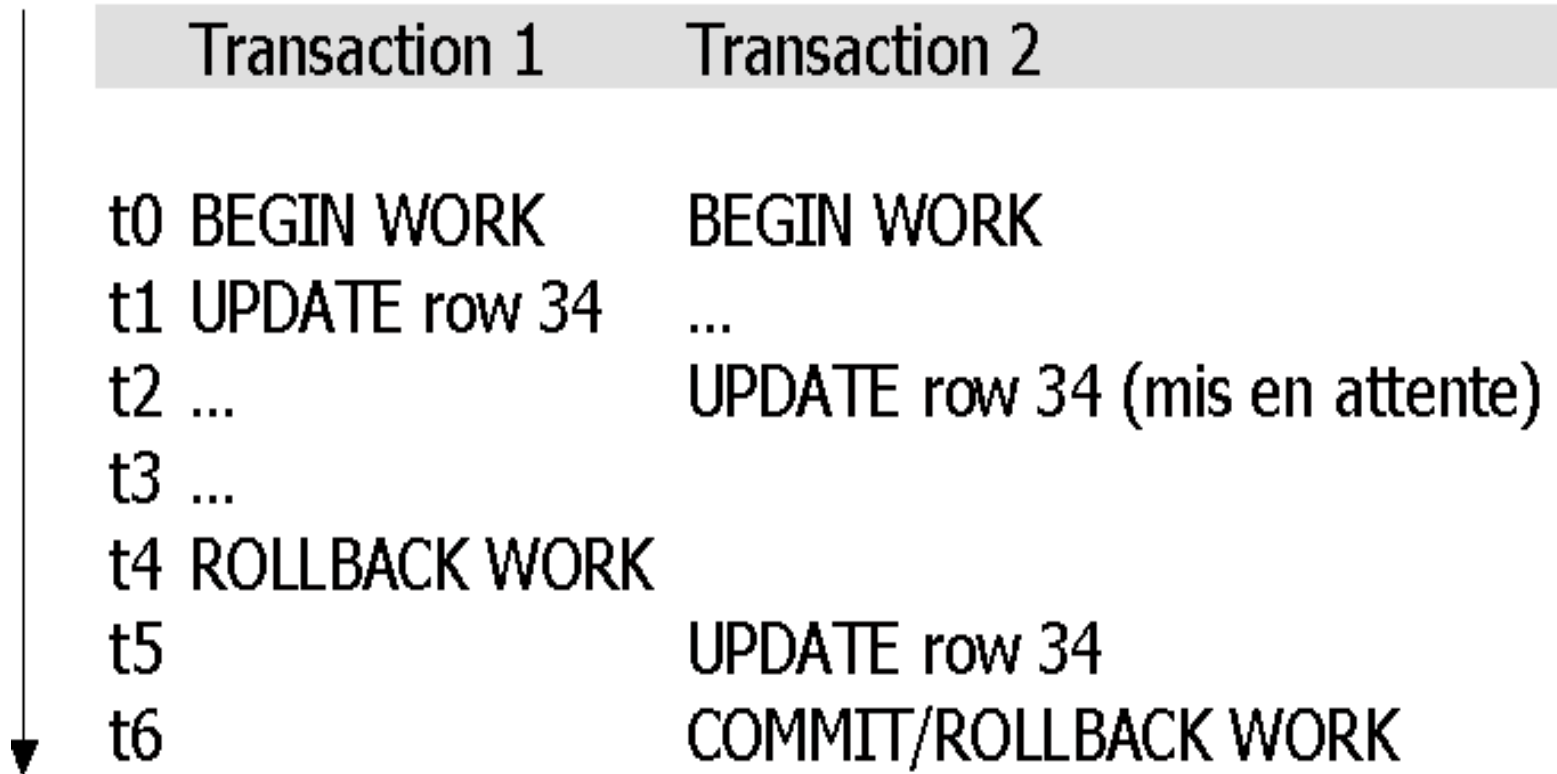 Transaction 1 Transaction 2
t0 BEGIN WORK BEGIN WORK
t1 UPDATE row 34 ...
t2 ... UPDATE row 34 (mis en attente)
t3 ...
t4 ROLLBACK WORK
t5 UPDATE row 34
t6 COMMIT/ROLLBACK WORK